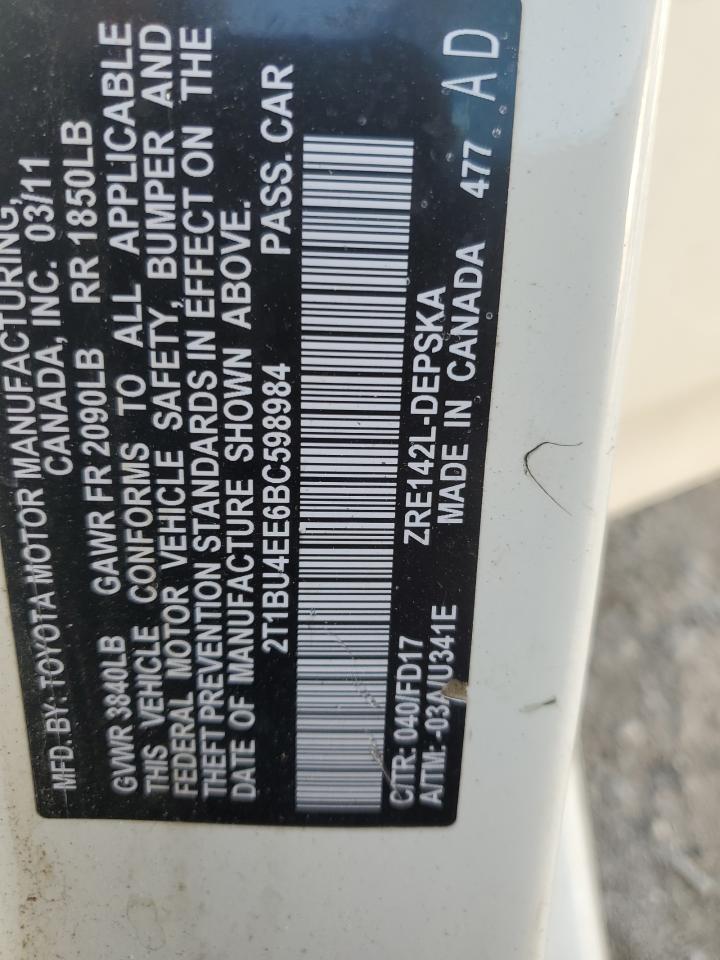 MFD. BY: TOYOTA MOTOR MANUFACTURING,
CANADA, INC. 03/11
GVWR 3840LB GAWR FR 2090LB RR 1850LB
THIS VEHICLE CONFORMS TO ALL APPLICABLE
FEDERAL MOTOR VEHICLE SAFETY, BUMPER AND
THEFT PREVENTION STANDARDS IN EFFECT ON THE
DATE OF MANUFACTURE SHOWN ABOVE.
2T1BU4EE6BC598984 PASS. CAR
C/TR: 040/FD17 ZRE142L-DEPSKA
A/TM: -03A/U341E MADE IN CANADA 477 AD